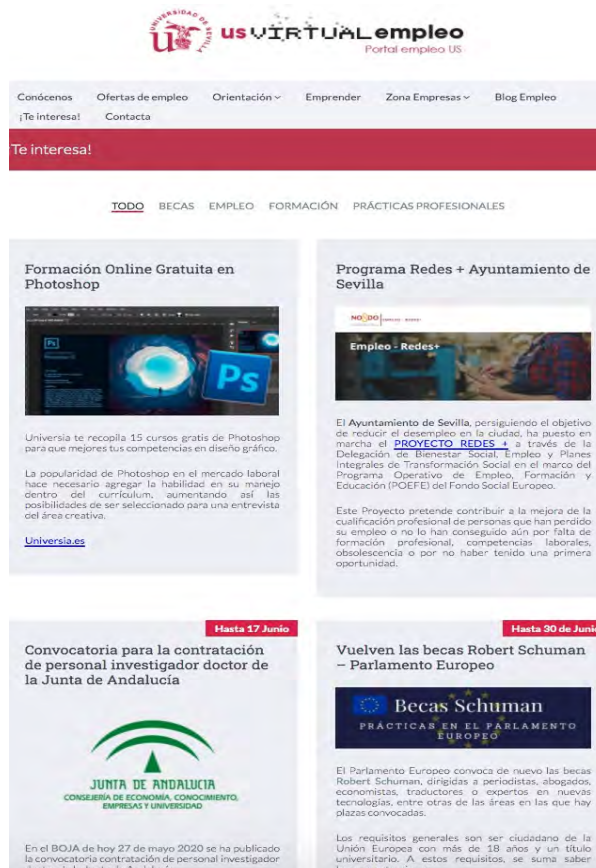 UNIVERSIDAD DE SEVILLA
us VIRTUAL empleo
Portal empleo US
Conócenos Ofertas de empleo Orientación Emprender Zona Empresas Blog Empleo
¡Te interesa! Contacta
Te interesa!
TODO BECAS EMPLEO FORMACIÓN PRÁCTICAS PROFESIONALES
Formación Online Gratuita en
Photoshop
Ps
Ps
Universia te recopila 15 cursos gratis de Photoshop
para que mejores tus competencias en diseño gráfico.
La popularidad de Photoshop en el mercado laboral
hace necesario agregar la habilidad en su manejo
dentro del currículum, aumentando así las
posibilidades de ser seleccionado para una entrevista
del área creativa.
Universia.es
Programa Redes + Ayuntamiento de
Sevilla
NO DO
Empleo - Redes+
El Ayuntamiento de Sevilla, persiguiendo el objetivo
de reducir el desempleo en la ciudad, ha puesto en
marcha el PROYECTO REDES + a través de la
Delegación de Bienestar Social, Empleo y Planes
Integrales de Transformación Social en el marco del
Programa Operativo de Empleo, Formación y
Educación (POEFE) del Fondo Social Europeo.
Este Proyecto pretende contribuir a la mejora de la
cualificación profesional de personas que han perdido
su empleo o no lo han conseguido aún por falta de
formación profesional, competencias laborales,
obsolescencia o por no haber tenido una primera
oportunidad.
Hasta 17 Junio
Convocatoria para la contratación
de personal investigador doctor de
la Junta de Andalucía
JUNTA DE ANDALUCIA
CONSEJERÍA DE ECONOMÍA, CONOCIMIENTO,
EMPRESAS Y UNIVERSIDAD
En el BOJA de hoy 27 de mayo 2020 se ha publicado
la convocatoria contratación de personal investigador
Hasta 30 de Junio
Vuelven las becas Robert Schuman
– Parlamento Europeo
Becas Schuman
PRÁCTICAS EN EL PARLAMENTO
EUROPEO
El Parlamento Europeo convoca de nuevo las becas
Robert Schuman, dirigidas a periodistas, abogados,
economistas, traductores o expertos en nuevas
tecnologías, entre otras de las áreas en las que hay
plazas convocadas.
Los requisitos generales son ser ciudadano de la
Unión Europea con más de 18 años y un título
universitario. A estos requisitos, se suma saber